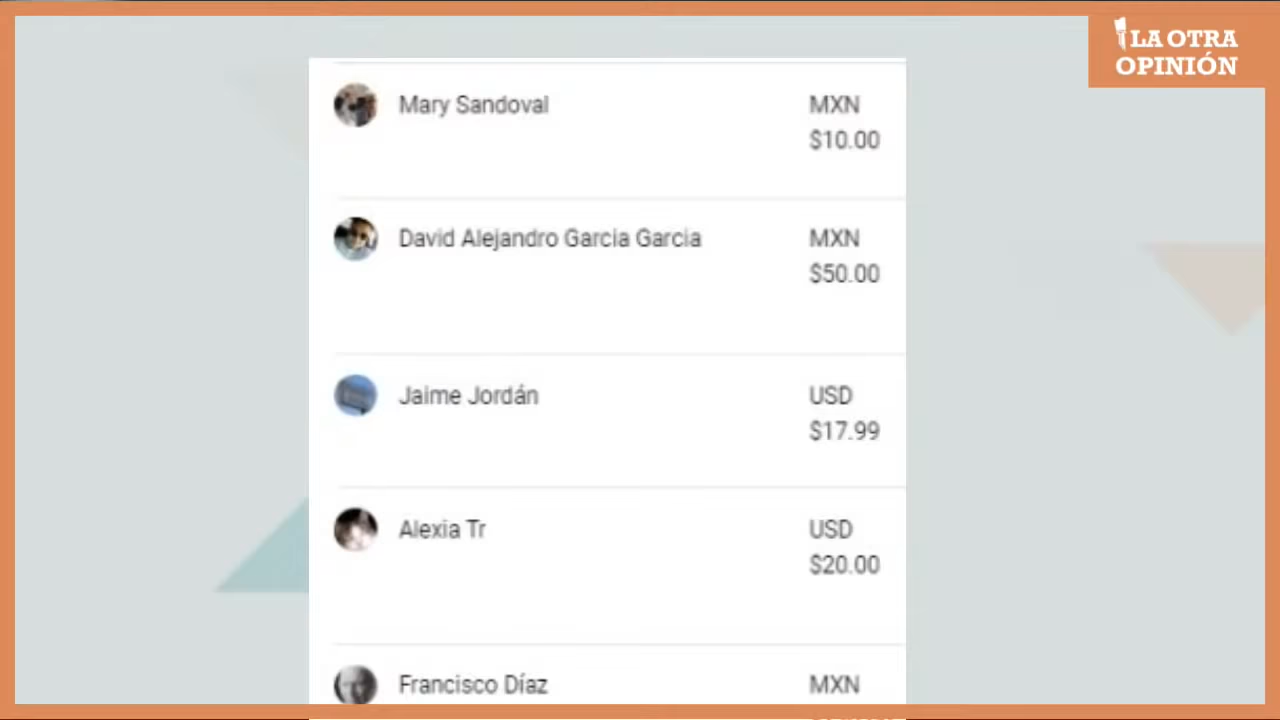 LA OTRA
OPINIÓN
Mary Sandoval
MXN
$10.00
David Alejandro Garcia Garcia
MXN
$50.00
Jaime Jordán
USD
$17.99
Alexia Tr
USD
$20.00
Francisco Díaz
MXN